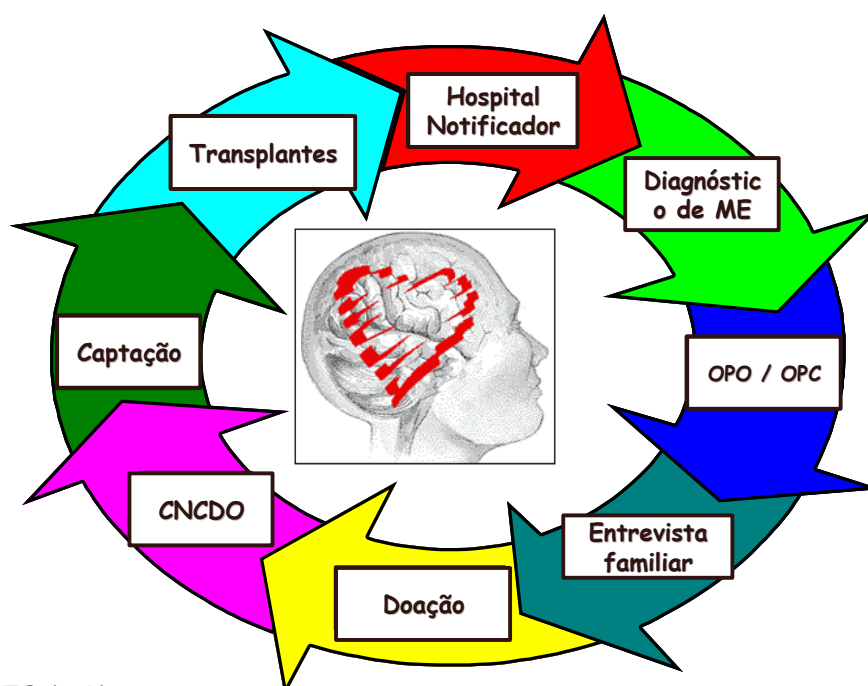 Hospital
Notificador
Transplantes
Diagnóstic
o de ME
Captação
OPO / OPC
CNCDO
Entrevista
familiar
Doação